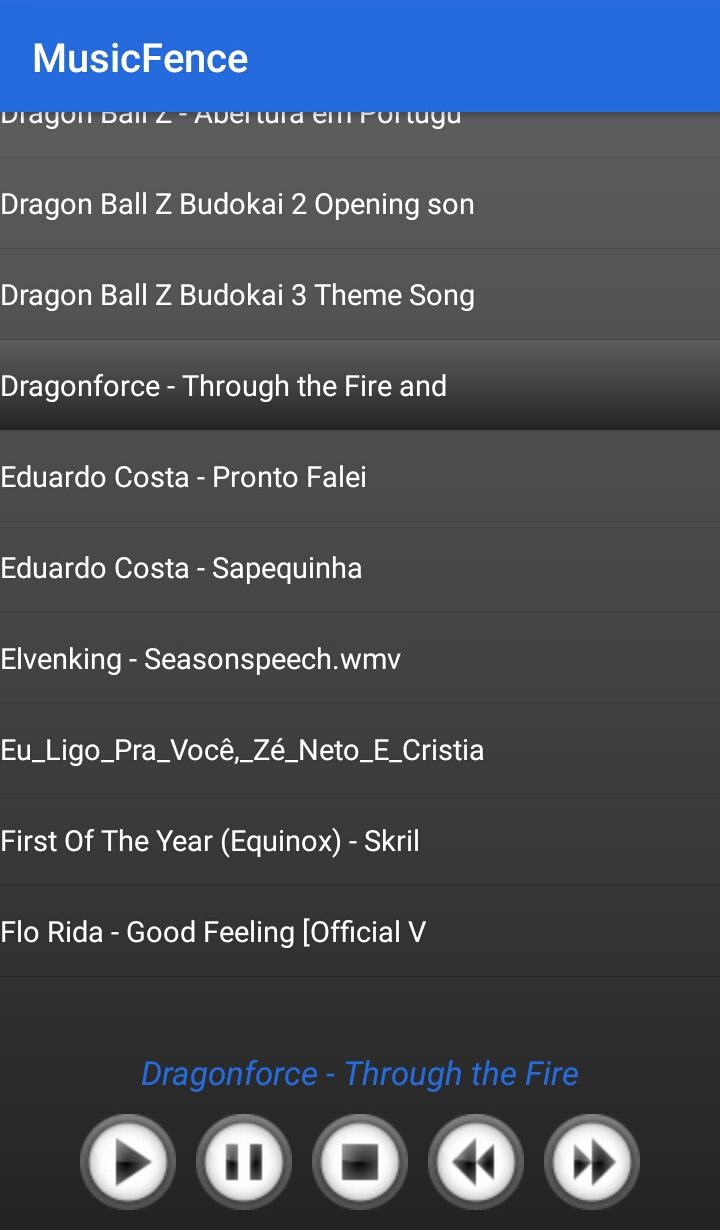 MusicFence
Dragon Ball Z - Abertura em Portugu
Dragon Ball Z Budokai 2 Opening son
Dragon Ball Z Budokai 3 Theme Song
Dragonforce - Through the Fire and
Eduardo Costa - Pronto Falei
Eduardo Costa - Sapequinha
Elvenking - Seasonspeech.wmv
Eu_Ligo_Pra_Você,_Zé_Neto_E_Cristia
First Of The Year (Equinox) - Skril
Flo Rida - Good Feeling [Official V
Dragonforce - Through the Fire